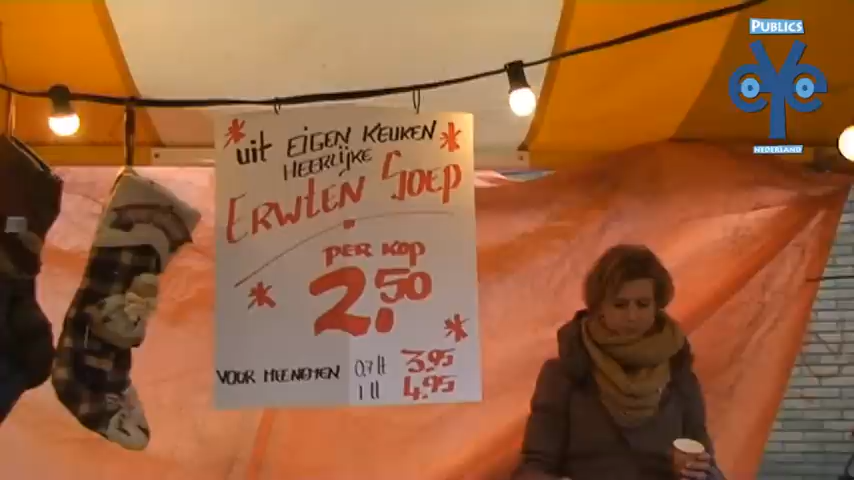 PUBLICS
eYe
NEDERLAND
uit EIGEN KEUKEN
HEERLIJKE
ERWTEN SOEP
PER KOP
2.50
VOOR MEENEMEN 0.7 lt 3.95
1 lt 4.95